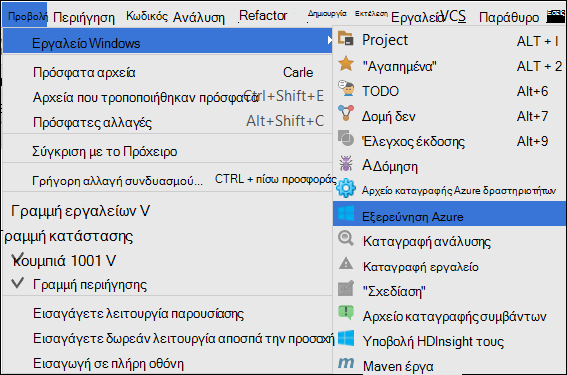 Προβολή Περιήγηση Κωδικός Ανάλυση Refactor Δημιουργία Εκτέλεση Εργαλεία VCS Παράθυρο
Εργαλείο Windows
Πρόσφατα αρχεία Carle
Αρχεία που τροποποιήθηκαν πρόσφατα Ctrl+Shift+E
Πρόσφατες αλλαγές Alt+Shift+C
Σύγκριση με το Πρόχειρο
Γρήγορη αλλαγή συνδυασμού... CTRL + πίσω προσφοράς
Γραμμή εργαλείων V
Γραμμή κατάστασης
κουμπιά 1001 V
Γραμμή περιήγησης
Εισαγάγετε λειτουργία παρουσίασης
Εισαγάγετε δωρεάν λειτουργία αποσπά την προσοχή
Εισαγωγή σε πλήρη οθόνη
Project ALT + I
"Αγαπημένα" ALT + 2
TODO Alt+6
Δομή δεν Alt+7
Έλεγχος έκδοσης Alt+9
ΑΔόμηση
Αρχείο καταγραφής Azure δραστηριοτήτων
Εξερεύνηση Azure
Καταγραφή ανάλυσης
Καταγραφή εργαλείο
"Σχεδίαση"
Αρχείο καταγραφής συμβάντων
Υποβολή HDInsight τους
Maven έργα